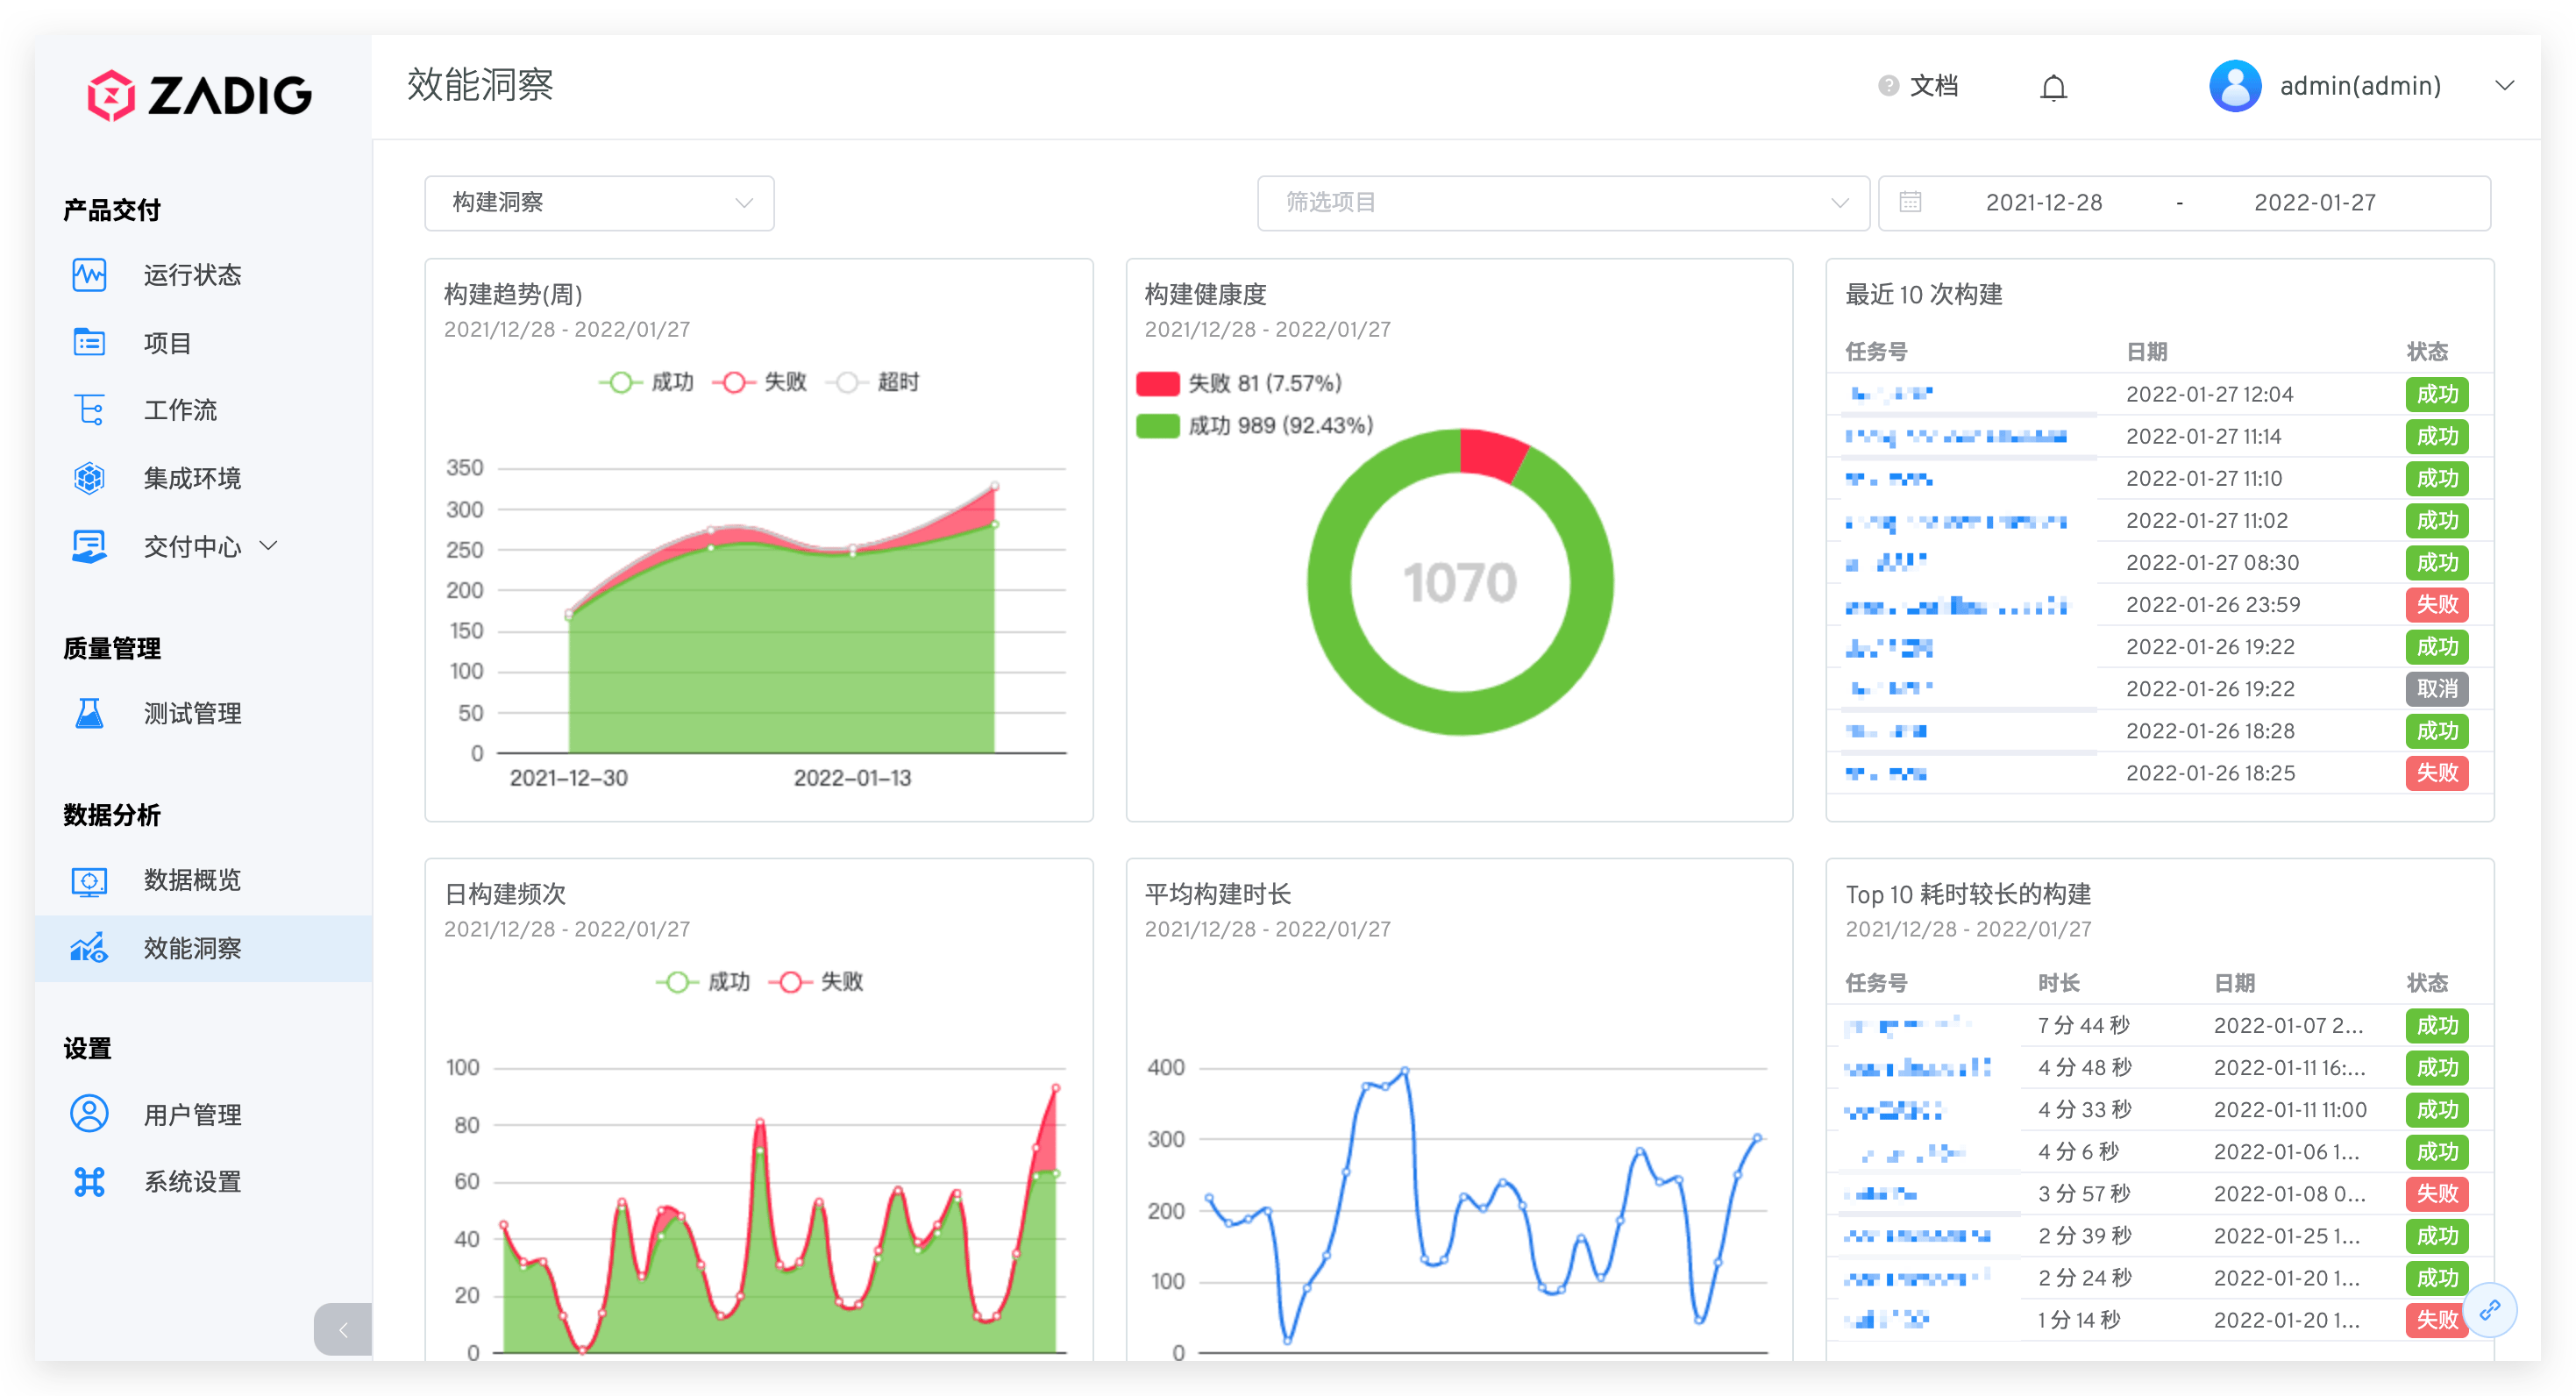 ZADIG
效能洞察
? 文档
admin(admin)
产品交付
运行状态
项目
工作流
集成环境
交付中心
质量管理
测试管理
数据分析
数据概览
效能洞察
设置
用户管理
系统设置
构建洞察
筛选项目
2021-12-28 - 2022-01-27
构建趋势(周)
2021/12/28 - 2022/01/27
成功 失败 超时
350
300
250
200
150
100
50
0
2021-12-30 2022-01-13
构建健康度
2021/12/28 - 2022/01/27
失败 81 (7.57%)
成功 989 (92.43%)
1070
最近 10 次构建
任务号 日期 状态
2022-01-27 12:04 成功
2022-01-27 11:14 成功
2022-01-27 11:10 成功
2022-01-27 11:02 成功
2022-01-27 08:30 成功
2022-01-26 23:59 失败
2022-01-26 19:22 成功
2022-01-26 19:22 取消
2022-01-26 18:28 成功
2022-01-26 18:25 失败
日构建频次
2021/12/28 - 2022/01/27
成功 失败
100
80
60
40
20
0
平均构建时长
2021/12/28 - 2022/01/27
400
300
200
100
0
Top 10 耗时较长的构建
2021/12/28 - 2022/01/27
任务号 时长 日期 状态
7 分 44 秒 2022-01-07 2... 成功
4 分 48 秒 2022-01-11 16:... 成功
4 分 33 秒 2022-01-11 11:00 成功
4 分 6 秒 2022-01-06 1... 成功
3 分 57 秒 2022-01-08 0... 失败
2 分 39 秒 2022-01-25 1... 成功
2 分 24 秒 2022-01-20 1... 成功
1 分 14 秒 2022-01-20 1... 失败